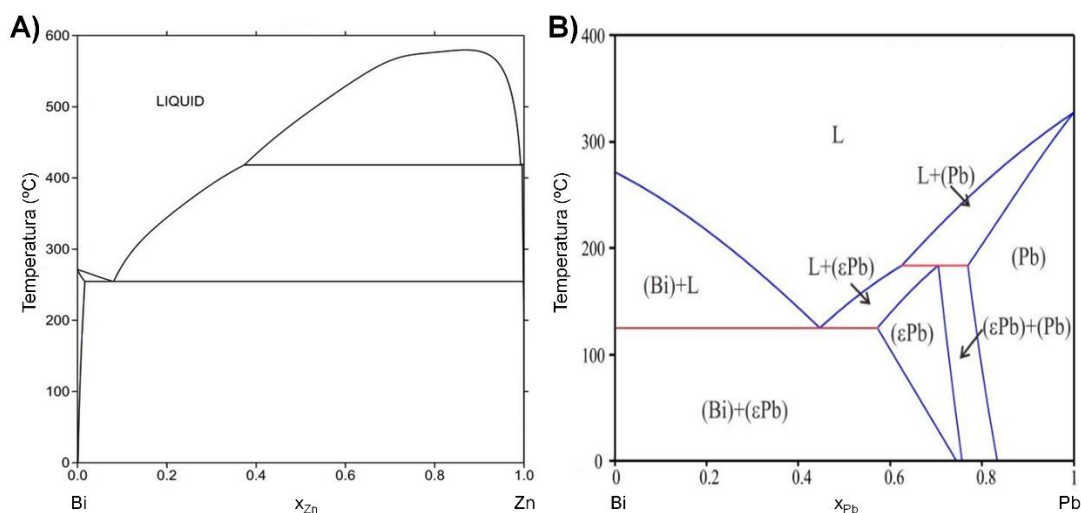 A)
600
500
400
300
200
100
0
Temperatura (ºC)
LIQUID
0.0
0.2
0.4
0.6
0.8
1.0
Bi
xZn
Zn
B)
400
300
200
100
0
Temperatura (ºC)
L
L+(Pb)
(Pb)
L+(εPb)
(Bi)+L
(εPb)
(εPb)+(Pb)
(Bi)+(εPb)
0
0.2
0.4
0.6
0.8
1
Bi
xPb
Pb